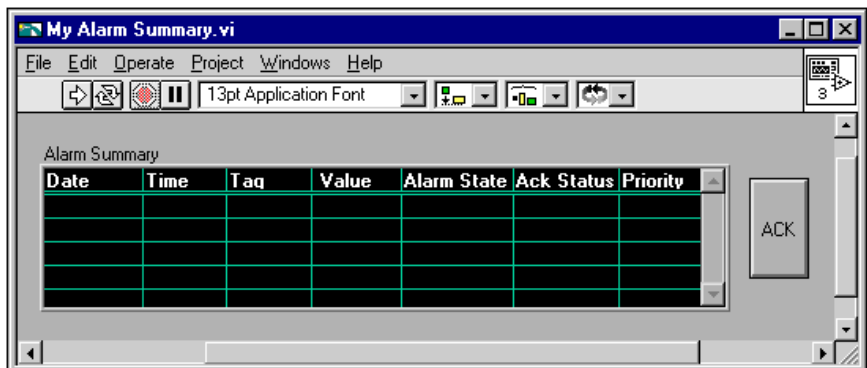 My Alarm Summary.vi
File Edit Operate Project Windows Help
13pt Application Font
3
Alarm Summary
Date Time Tag Value Alarm State Ack Status Priority
ACK